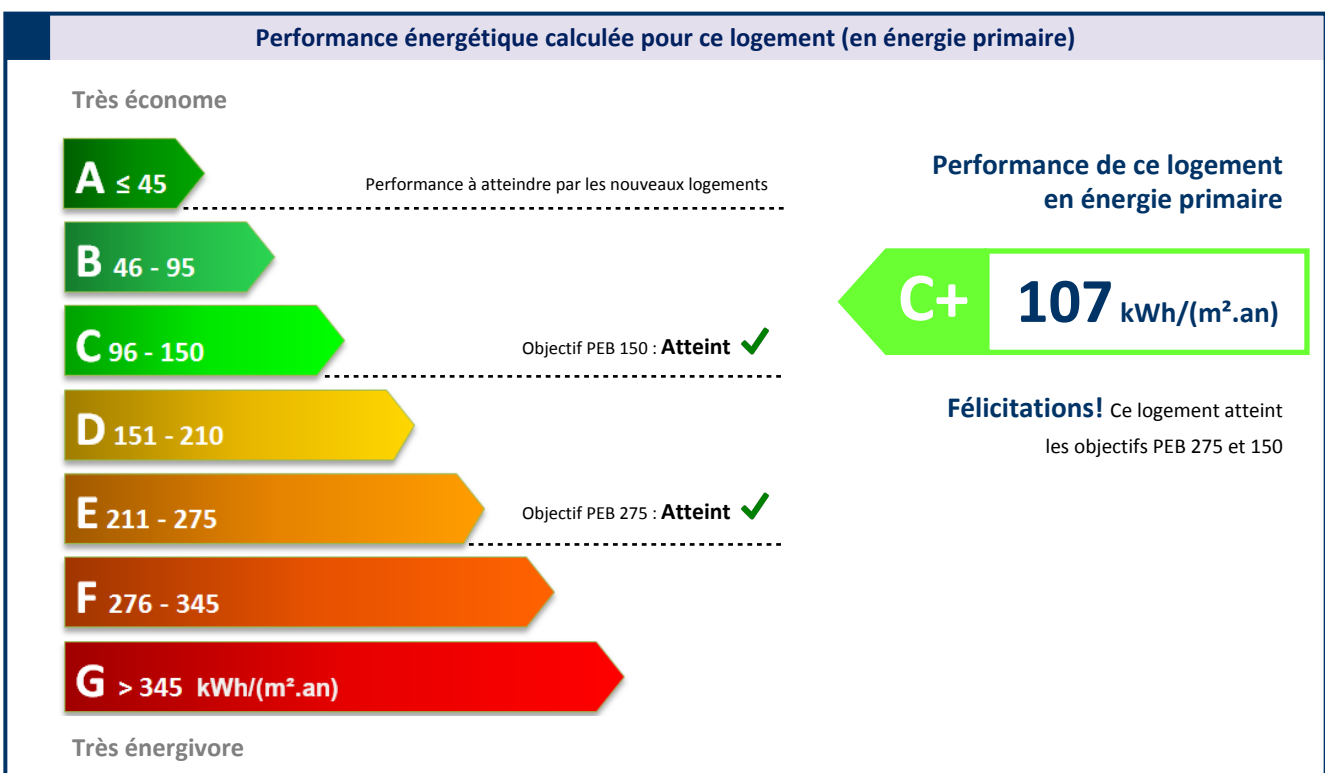 Performance énergétique calculée pour ce logement (en énergie primaire)
Très économe
A ≤ 45
Performance à atteindre par les nouveaux logements
B 46 - 95
C 96 - 150
Objectif PEB 150 : Atteint
D 151 - 210
E 211 - 275
Objectif PEB 275 : Atteint
F 276 - 345
G > 345 kWh/(m².an)
Très énergivore
Performance de ce logement
en énergie primaire
C+ 107 kWh/(m².an)
Félicitations! Ce logement atteint
les objectifs PEB 275 et 150